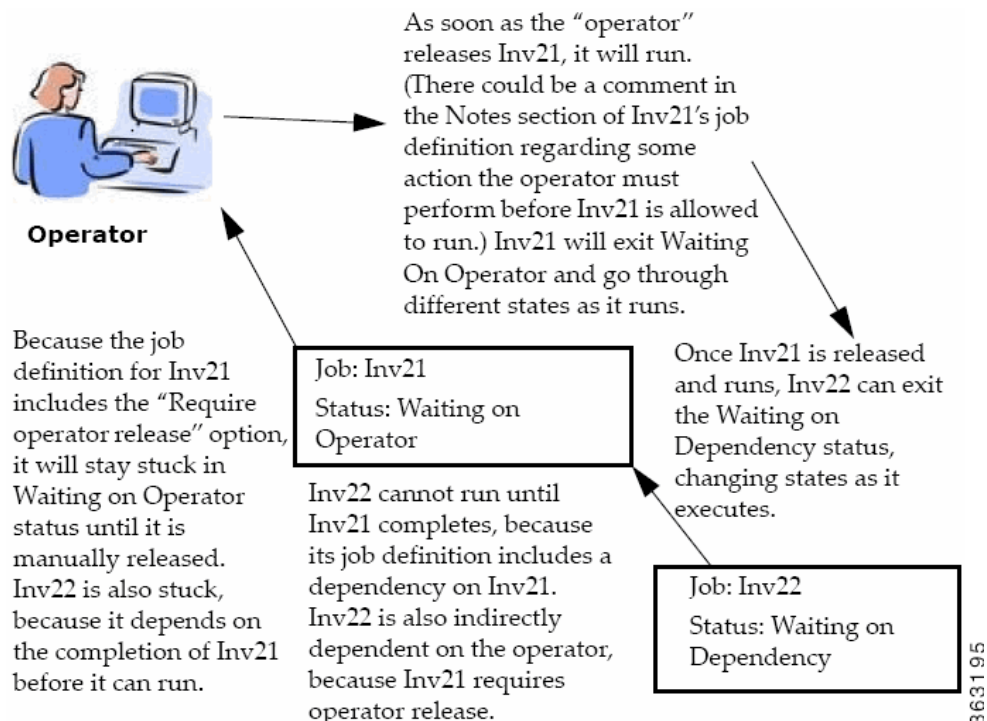 As soon as the “operator”
releases Inv21, it will run.
(There could be a comment in
the Notes section of Inv21’s job
definition regarding some
action the operator must
perform before Inv21 is allowed
to run.) Inv21 will exit Waiting
On Operator and go through
different states as it runs.
Operator
Because the job
definition for Inv21
includes the “Require
operator release” option,
it will stay stuck in
Waiting on Operator
status until it is
manually released.
Inv22 is also stuck,
because it depends on
the completion of Inv21
before it can run.
Job: Inv21
Status: Waiting on
Operator
Inv22 cannot run until
Inv21 completes, because
its job definition includes a
dependency on Inv21.
Inv22 is also indirectly
dependent on the operator,
because Inv21 requires
operator release.
Once Inv21 is released
and runs, Inv22 can exit
the Waiting on
Dependency status,
changing states as it
executes.
Job: Inv22
Status: Waiting on
Dependency
363195